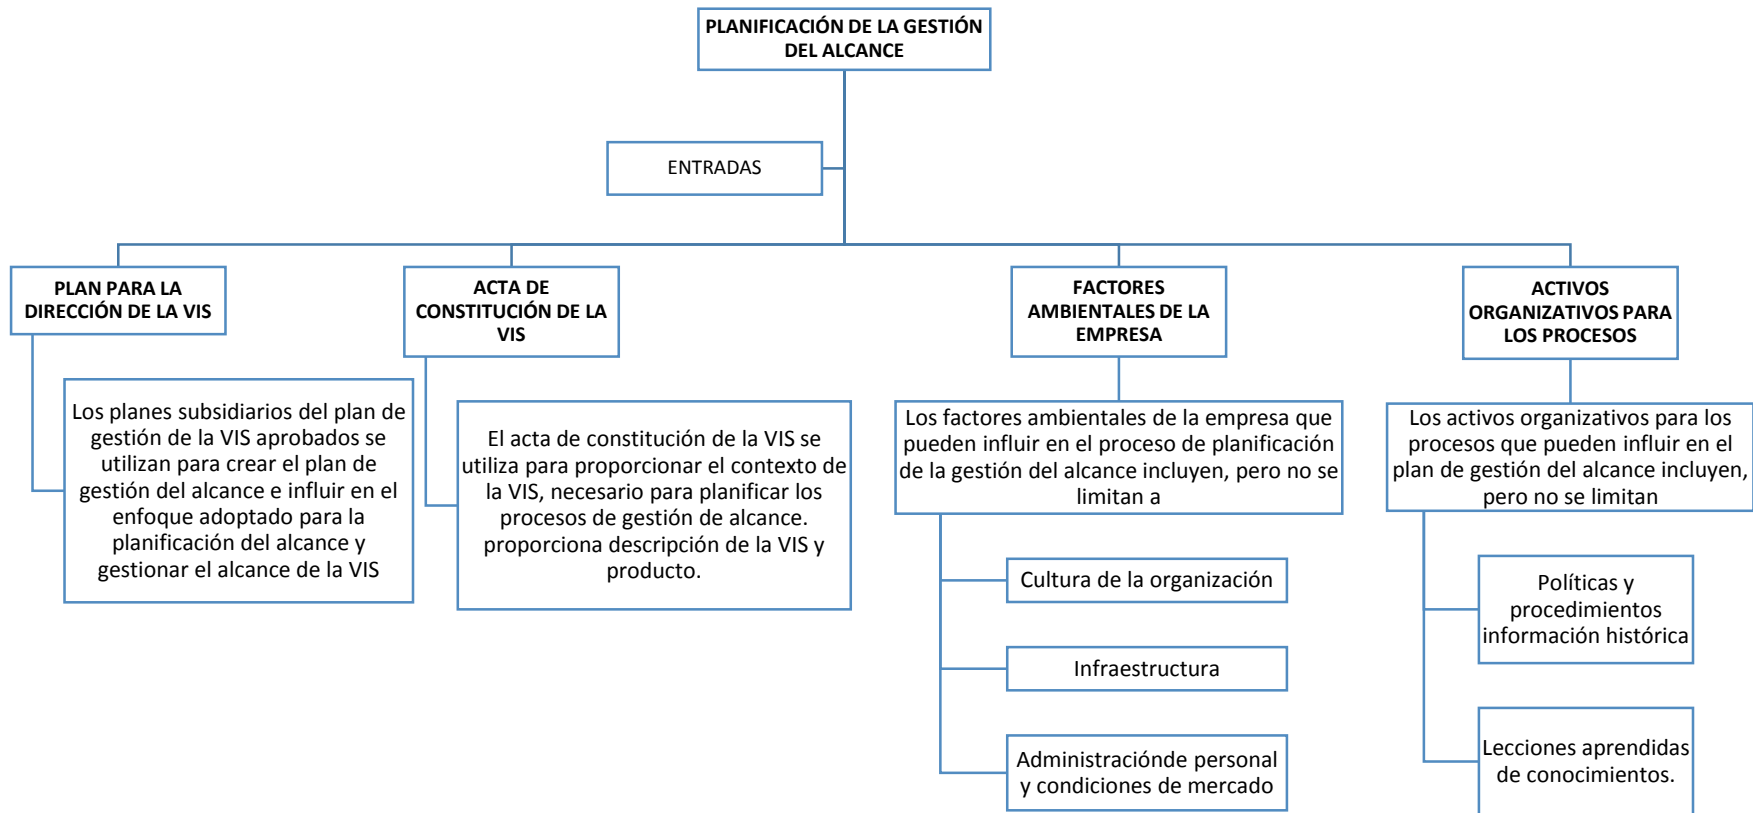 PLANIFICACIÓN DE LA GESTIÓN
DEL ALCANCE
ENTRADAS
PLAN PARA LA
DIRECCIÓN DE LA VIS
Los planes subsidiarios del plan de
gestión de la VIS aprobados se
utilizan para crear el plan de
gestión del alcance e influir en el
enfoque adoptado para la
planificación del alcance y
gestionar el alcance de la VIS
ACTA DE
CONSTITUCIÓN DE LA
VIS
El acta de constitución de la VIS se
utiliza para proporcionar el contexto de
la VIS, necesario para planificar los
procesos de gestión de alcance.
proporciona descripción de la VIS y
producto.
FACTORES
AMBIENTALES DE LA
EMPRESA
Los factores ambientales de la empresa que
pueden influir en el proceso de planificación
de la gestión del alcance incluyen, pero no se
limitan a
Cultura de la organización
Infraestructura
Administraciónde personal
y condiciones de mercado
ACTIVOS
ORGANIZATIVOS PARA
LOS PROCESOS
Los activos organizativos para los
procesos que pueden influir en el
plan de gestión del alcance incluyen,
pero no se limitan
Políticas y
procedimientos
información histórica
Lecciones aprendidas
de conocimientos.